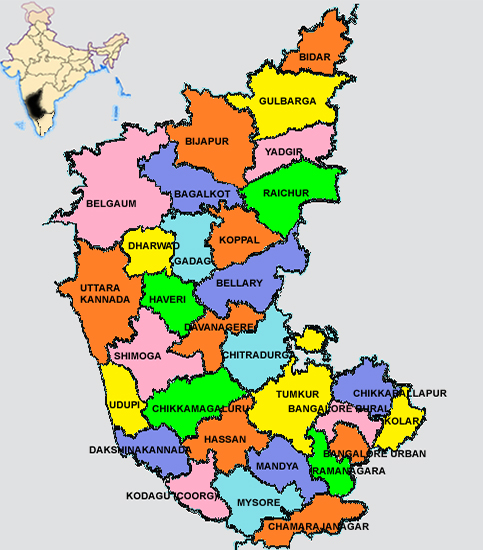 BIDAR
GULBARGA
BIJAPUR
YADGIR
BAGALKOT
RAICHUR
BELGAUM
KOPPAL
DHARWAD
GADAG
BELLARY
UTTARA
KANNADA
HAVERI
DAVANAGERE
SHIMOGA
CHITRADURGA
TUMKUR
CHIKKABALLAPUR
UDUPI
CHIKKAMAGALURU
BANGALORE RURAL
KOLAR
HASSAN
DAKSHINAKANNADA
BANGALORE URBAN
MANDYA
RAMANAGARA
KODAGU (COORG)
MYSORE
CHAMARAJANAGAR